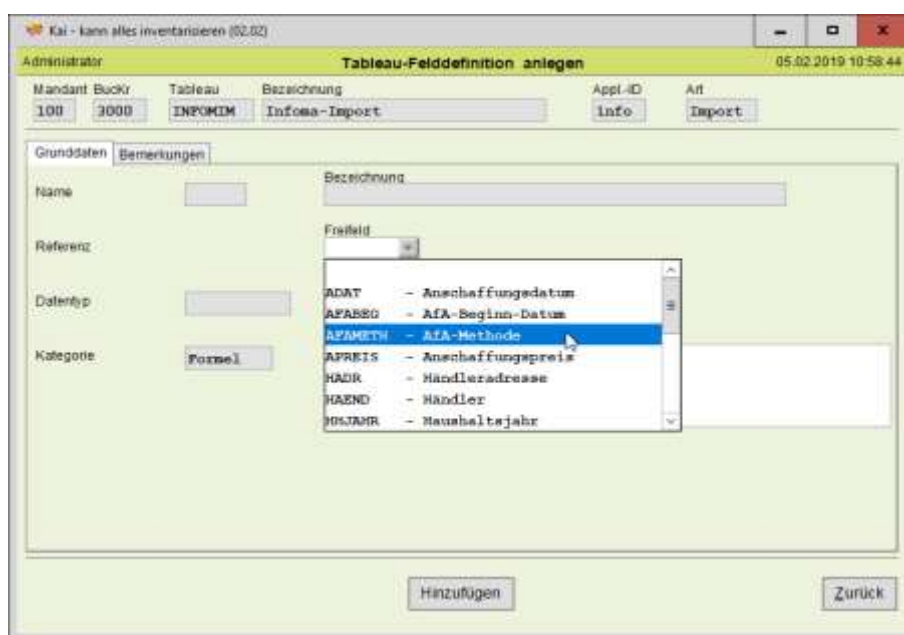 Kai - kann alles inventarisieren (02.02)
Administrator Tableau-Felddefinition anlegen 05.02.2019 10:58:44
Mandant BucKr Tableau Bezeichnung Appl.-ID Art
100 3000 INFOMIM Infoma-Import info Import
Grunddaten Bemerkungen
Name Bezeichnung
Freifeld
Referenz
Datentyp
Kategorie Formel
ADAT - Anschaffungsdatum
AFABEG - AfA-Beginn-Datum
AFAMETH - AfA-Methode
APREIS - Anschaffungspreis
HADR - Händleradresse
HAEND - Händler
HHJAHR - Haushaltsjahr
Hinzufügen Zurück